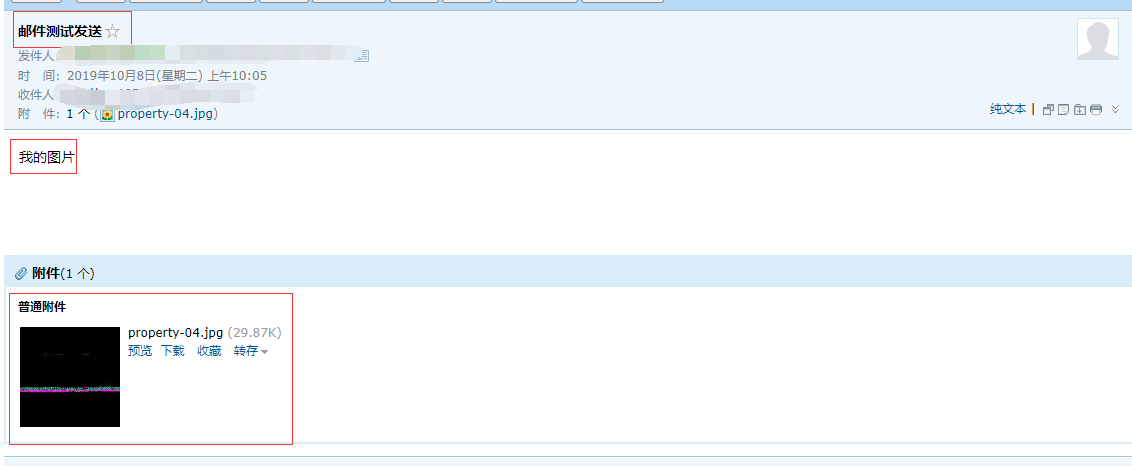 邮件测试发送
发件人
时 间：2019年10月8日(星期二) 上午10:05
收件人
附 件：1 个 (property-04.jpg)
纯文本 |
我的图片
附件(1 个)
普通附件
property-04.jpg (29.87K)
预览 下载 收藏 转存